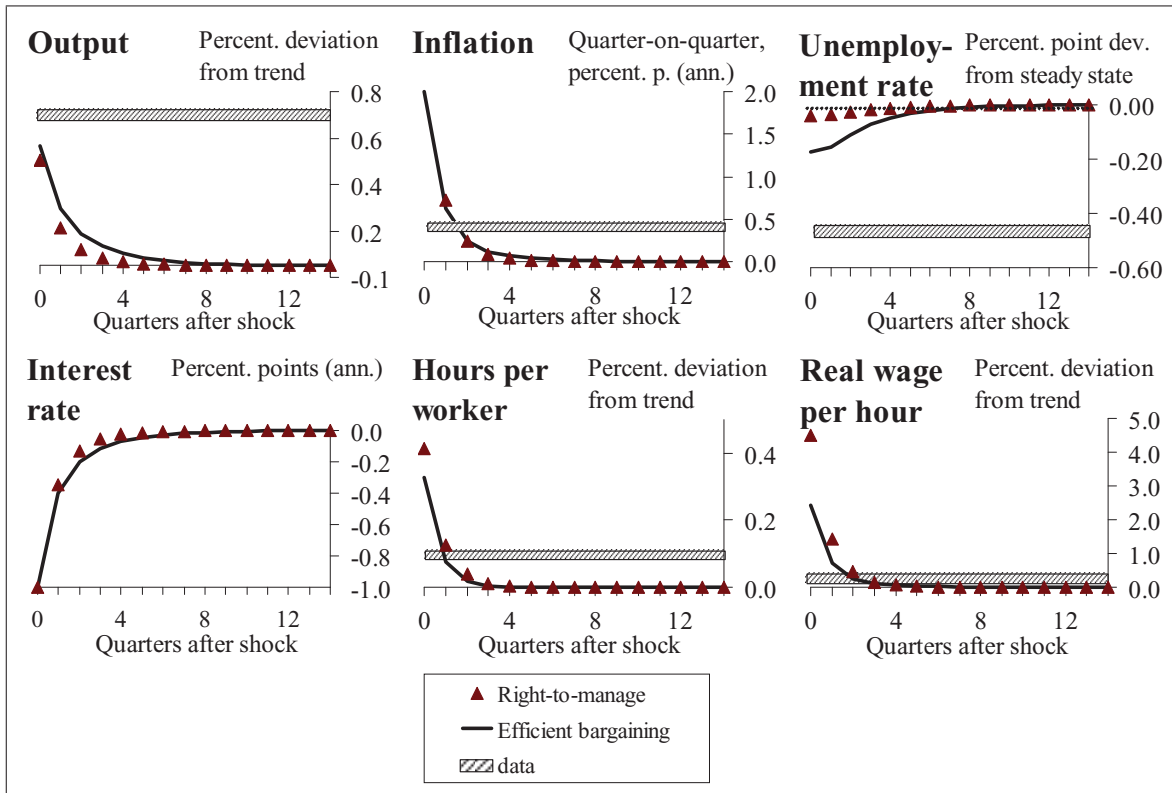 Output
Percent. deviation
from trend
0.8
0.6
0.4
0.2
-0.1
0 4 8 12
Quarters after shock
Inflation
Quarter-on-quarter,
percent. p. (ann.)
2.0
1.5
1.0
0.5
0.0
0 4 8 12
Quarters after shock
Unemploy-
ment rate
Percent. point dev.
from steady state
0.00
-0.20
-0.40
-0.60
0 4 8 12
Quarters after shock
Interest
rate
Percent. points (ann.)
0.0
-0.2
-0.4
-0.6
-0.8
-1.0
0 4 8 12
Quarters after shock
Hours per
worker
Percent. deviation
from trend
0.4
0.2
0.0
0 4 8 12
Quarters after shock
Real wage
per hour
Percent. deviation
from trend
5.0
4.0
3.0
2.0
1.0
0.0
0 4 8 12
Quarters after shock
Right-to-manage
Efficient bargaining
data